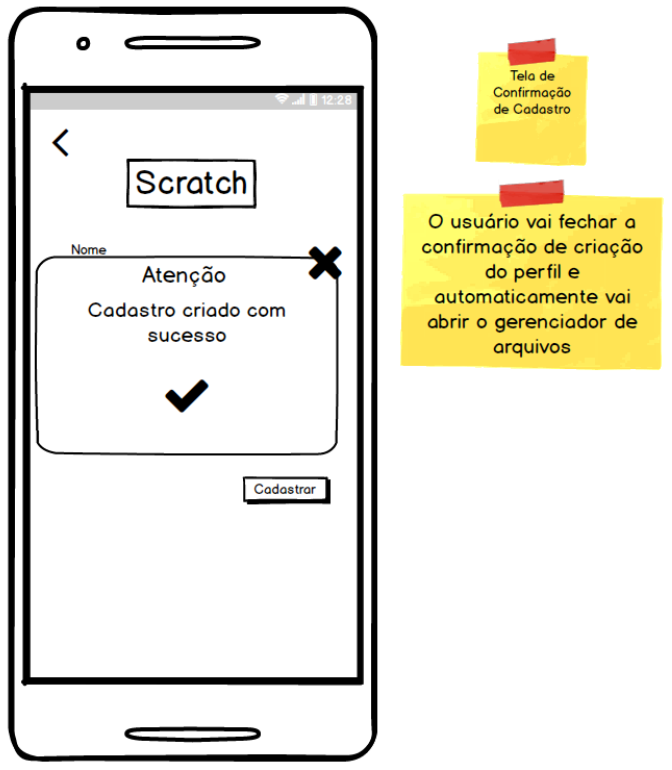 12:28
Scratch
Nome
Atenção
Cadastro criado com
sucesso
Cadastrar
Tela de
Confirmação
de Cadastro
O usuário vai fechar a
confirmação de criação
do perfil e
automaticamente vai
abrir o gerenciador de
arquivos